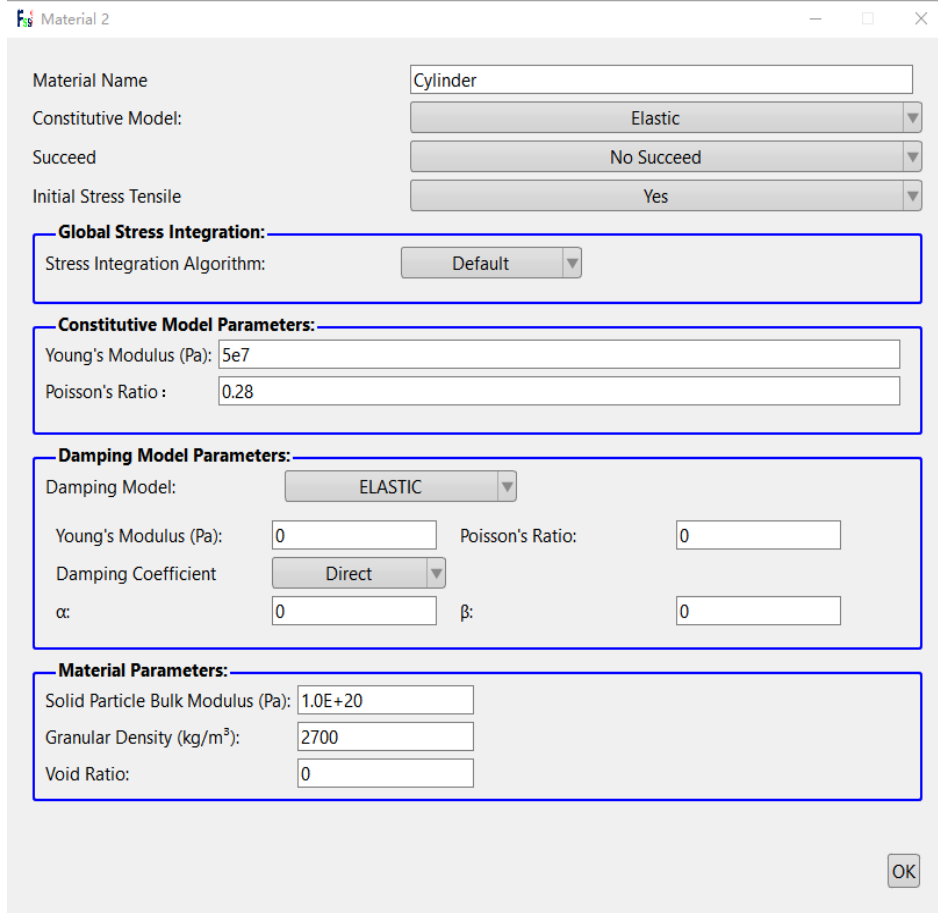 Material 2
Material Name Cylinder
Constitutive Model: Elastic
Succeed No Succeed
Initial Stress Tensile Yes
Global Stress Integration:
Stress Integration Algorithm: Default
Constitutive Model Parameters:
Young's Modulus (Pa): 5e7
Poisson's Ratio： 0.28
Damping Model Parameters:
Damping Model: ELASTIC
Young's Modulus (Pa): 0 Poisson's Ratio: 0
Damping Coefficient Direct
α: 0 β: 0
Material Parameters:
Solid Particle Bulk Modulus (Pa): 1.0E+20
Granular Density (kg/m³): 2700
Void Ratio: 0
OK